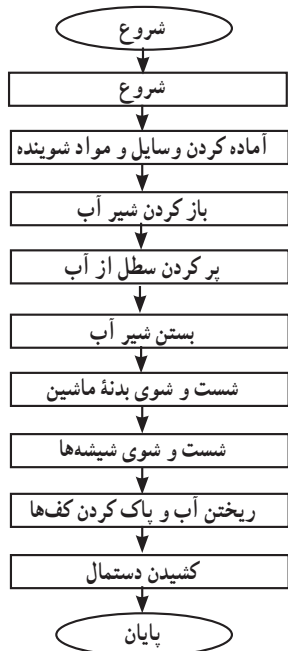 شروع
شروع
آماده کردن وسایل و مواد شوینده
باز کردن شیر آب
پر کردن سطل از آب
بستن شیر آب
شست و شوی بدنهٔ ماشین
شست و شوی شیشه‌ها
ریختن آب و پاک کردن کف‌ها
کشیدن دستمال
پایان